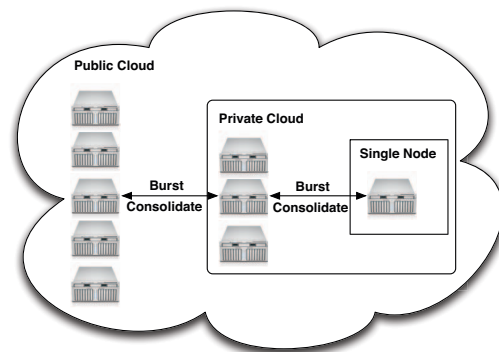 Public Cloud
Private Cloud
Single Node
Burst
Consolidate
Burst
Consolidate